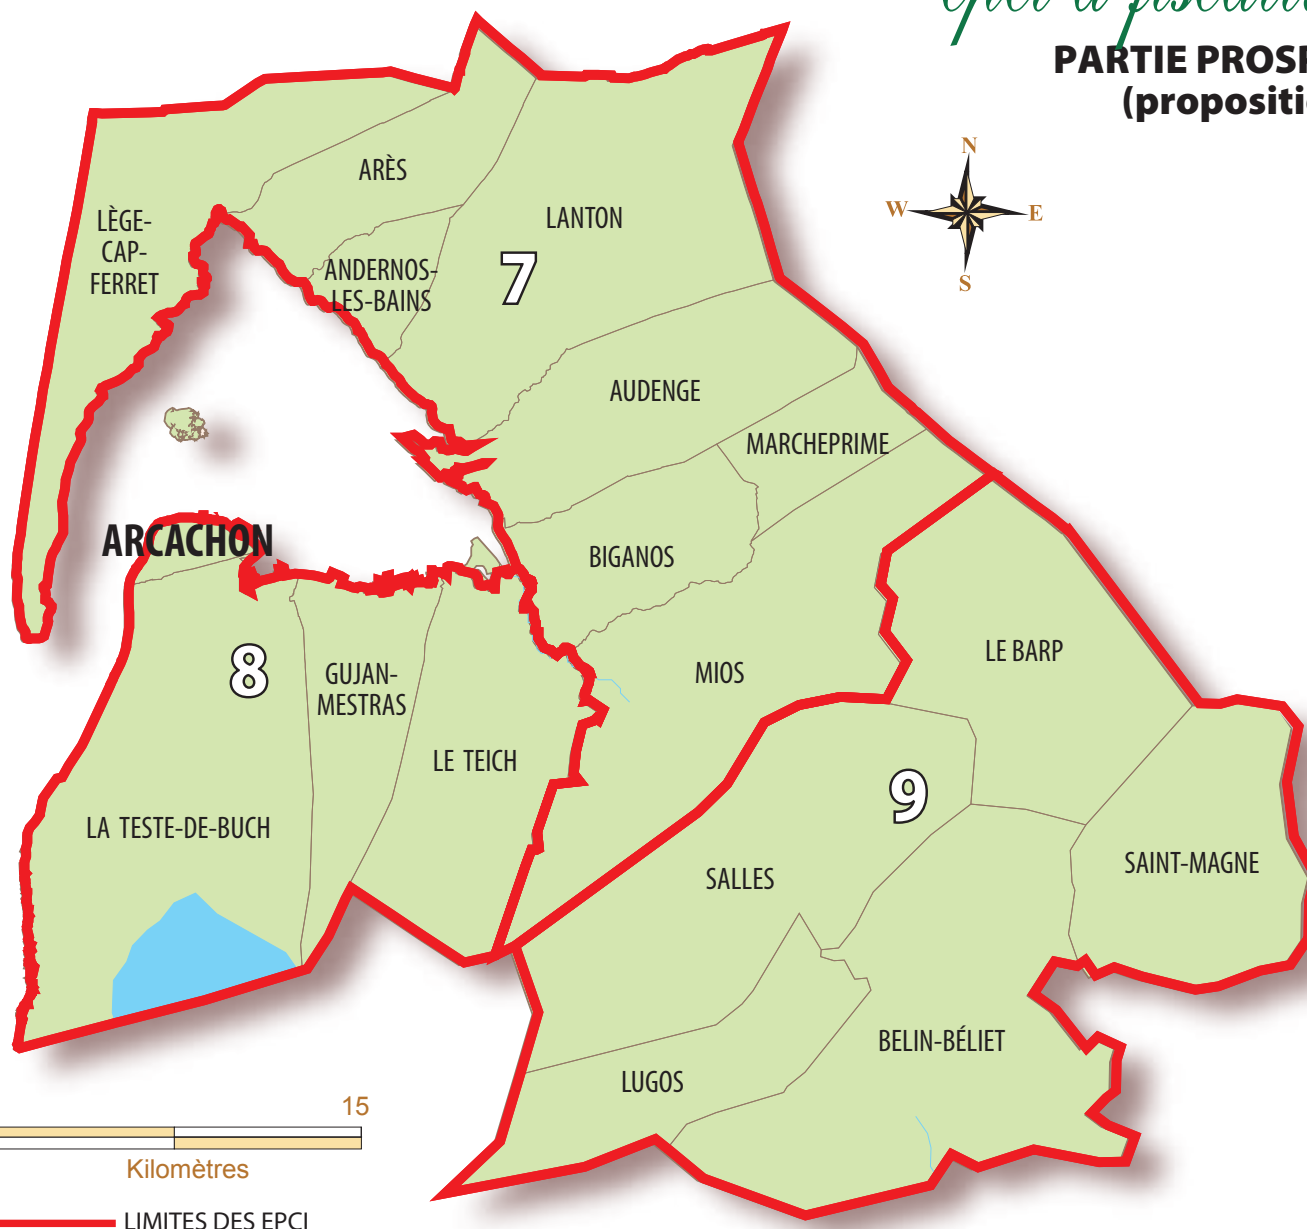 PARTIE
N
W
E
S
ARÈS
LÈGE-
CAP-
FERRET
LANTON
ANDERNOS-
LES-BAINS
7
AUDENGE
MARCHEPRIME
ARCACHON
BIGANOS
8
GUJAN-
MESTRAS
MIOS
LE BARP
LE TEICH
9
LA TESTE-DE-BUCH
SALLES
SAINT-MAGNE
BELIN-BÉLIET
LUGOS
15
Kilomètres
LIMITES DES EPCI